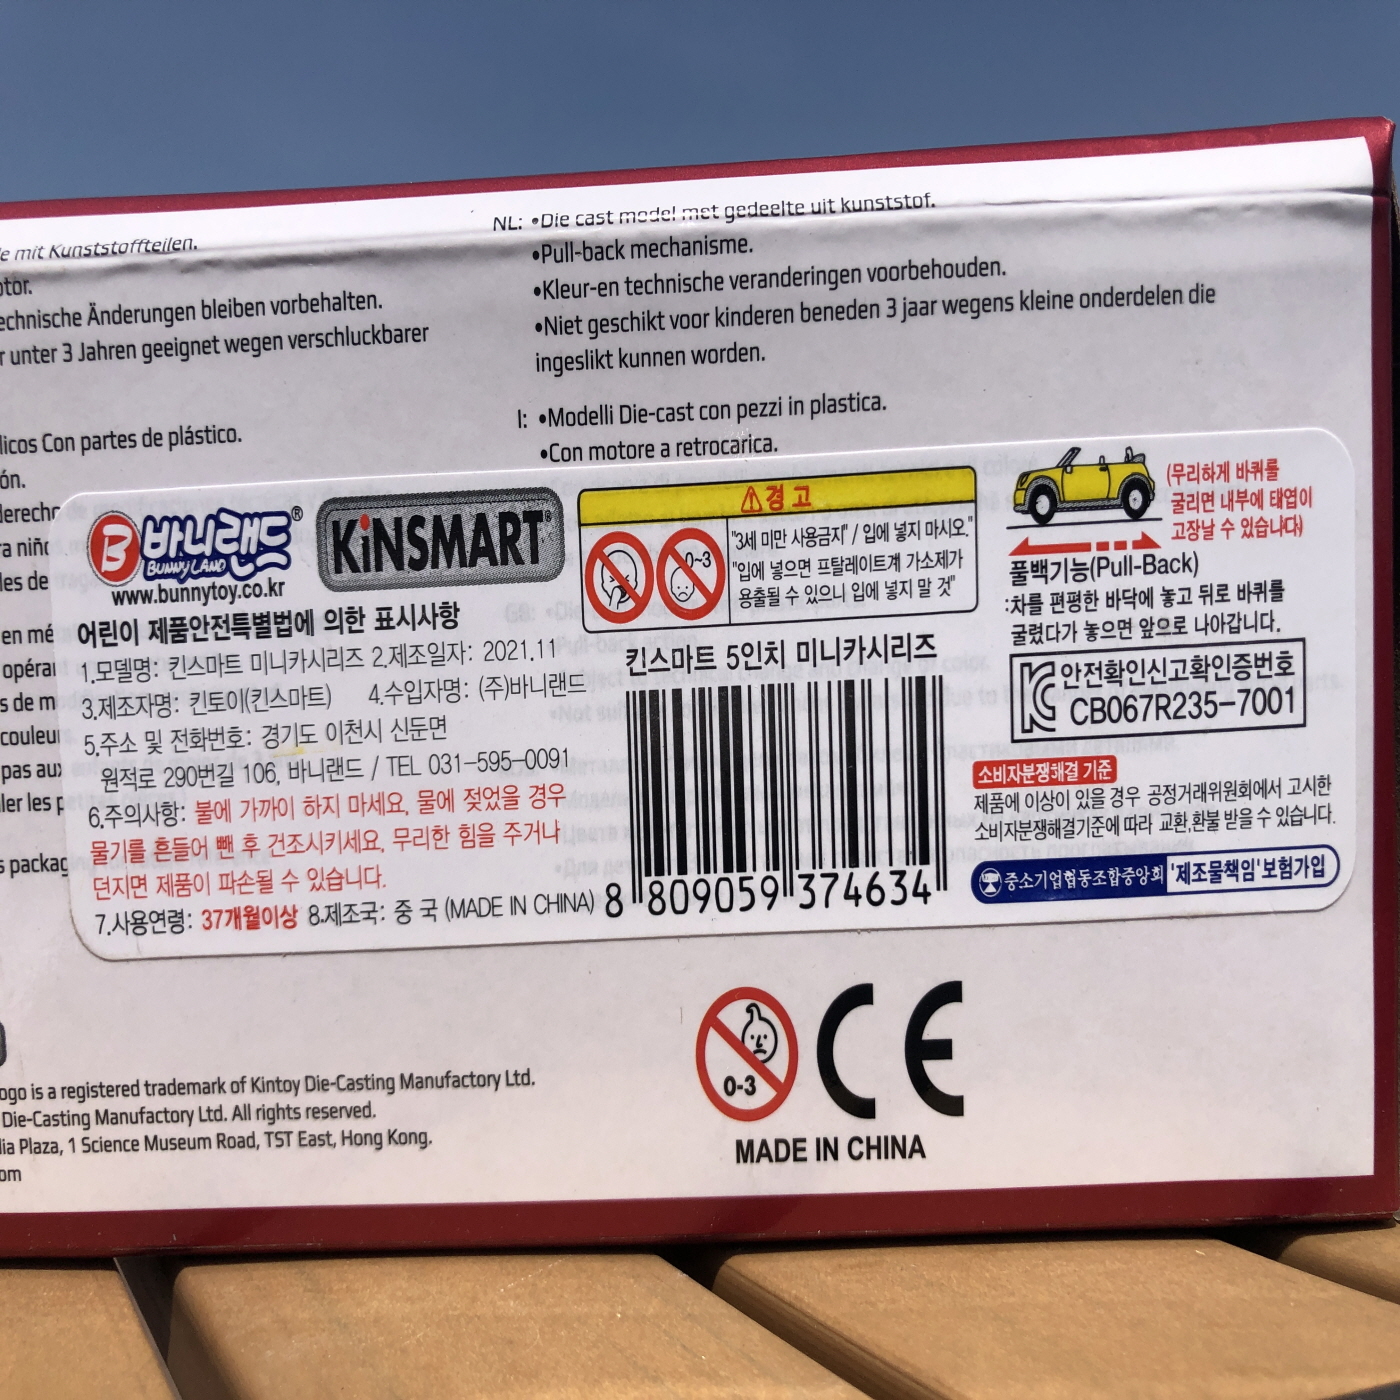 e mit Kunststoffteilen.
otor.
echnische Änderungen bleiben vorbehalten.
r unter 3 Jahren geeignet wegen verschluckbarer
licos Con partes de plástico.
ón.
derecho
ra niño
les de
en mé
opéran
s de m
couleur
pas aux
ler les p
s packag
NL: •Die cast model met gedeelte uit kunststof.
•Pull-back mechanisme.
•Kleur-en technische veranderingen voorbehouden.
•Niet geschikt voor kinderen beneden 3 jaar wegens kleine onderdelen die
ingeslikt kunnen worden.
I: •Modelli Die-cast con pezzi in plastica.
•Con motore a retrocarica.
B 바니랜드®
BUNNY LAND
www.bunnytoy.co.kr
KiNSMART®
어린이 제품안전특별법에 의한 표시사항
1.모델명: 킨스마트 미니카시리즈 2.제조일자: 2021.11
3.제조자명: 킨토이(킨스마트) 4.수입자명: (주)바니랜드
5.주소 및 전화번호: 경기도 이천시 신둔면
원적로 290번길 106, 바니랜드 / TEL 031-595-0091
6.주의사항: 불에 가까이 하지 마세요, 물에 젖었을 경우
물기를 흔들어 뺀 후 건조시키세요, 무리한 힘을 주거나
던지면 제품이 파손될 수 있습니다.
7.사용연령: 37개월이상 8.제조국: 중 국 (MADE IN CHINA)
경 고
0-3
"3세 미만 사용금지" / 입에 넣지 마시오."
"입에 넣으면 프탈레이트계 가소제가
용출될 수 있으니 입에 넣지 말 것"
킨스마트 5인치 미니카시리즈
8 809059 374634
(무리하게 바퀴를
굴리면 내부에 태엽이
고장날 수 있습니다)
풀백기능(Pull-Back)
:차를 편평한 바닥에 놓고 뒤로 바퀴를
굴렸다가 놓으면 앞으로 나아갑니다.
KC 안전확인신고확인증번호
CB067R235-7001
소비자분쟁해결 기준
제품에 이상이 있을 경우 공정거래위원회에서 고시한
소비자분쟁해결기준에 따라 교환,환불 받을 수 있습니다.
중소기업협동조합중앙회 '제조물책임'보험가입
0-3
CE
MADE IN CHINA
ogo is a registered trademark of Kintoy Die-Casting Manufactory Ltd.
Die-Casting Manufactory Ltd. All rights reserved.
lia Plaza, 1 Science Museum Road, TST East, Hong Kong.
om